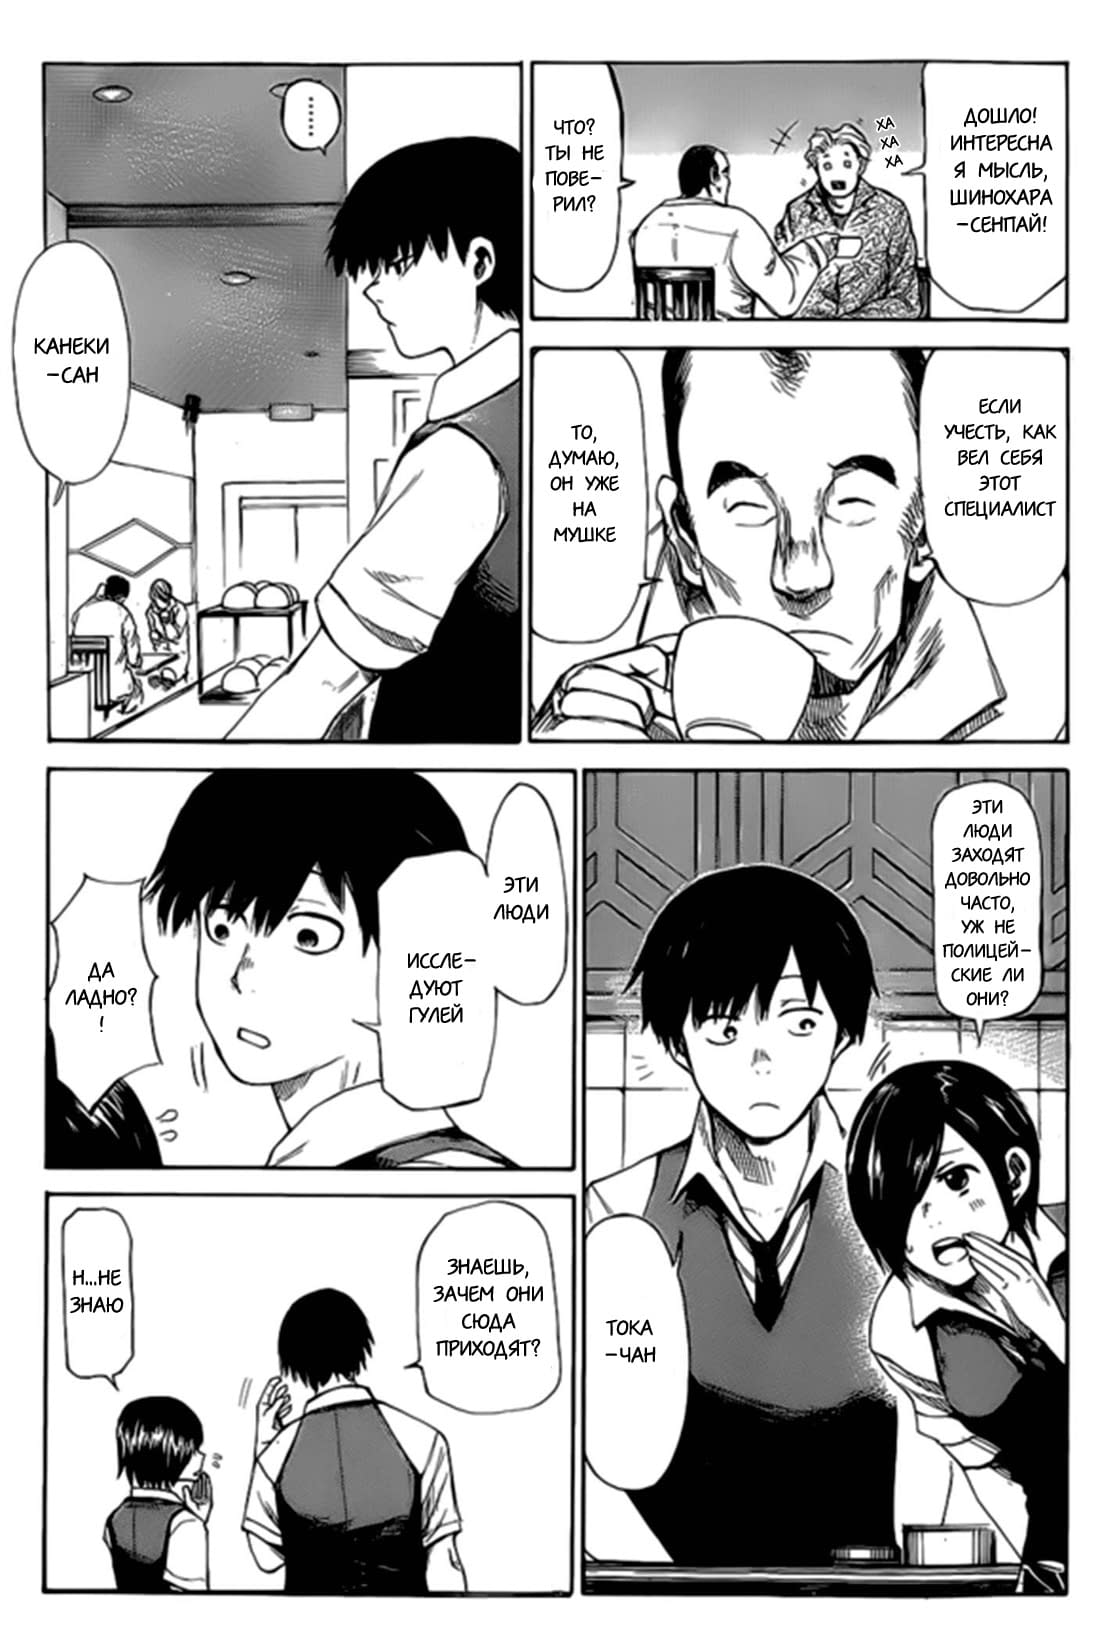 ДОШЛО!
ИНТЕРЕСНА
Я МЫСЛЬ,
ШИНОХАРА
-СЕНПАЙ!
ХА
ХА
ХА
ЧТО?
ТЫ НЕ
ПОВЕ-
РИЛ?
ЕСЛИ
УЧЕСТЬ, КАК
ВЕЛ СЕБЯ
ЭТОТ
СПЕЦИАЛИСТ
ТО,
ДУМАЮ,
ОН УЖЕ
НА
МУШКЕ
......
КАНЕКИ
-САН
ЭТИ
ЛЮДИ
ЗАХОДЯТ
ДОВОЛЬНО
ЧАСТО,
УЖ НЕ
ПОЛИЦЕЙ-
СКИЕ ЛИ
ОНИ?
ТОКА
-ЧАН
ЭТИ
ЛЮДИ
ИССЛЕ-
ДУЮТ
ГУЛЕЙ
ДА
ЛАДНО?
!
ЗНАЕШЬ,
ЗАЧЕМ ОНИ
СЮДА
ПРИХОДЯТ?
Н...НЕ
ЗНАЮ